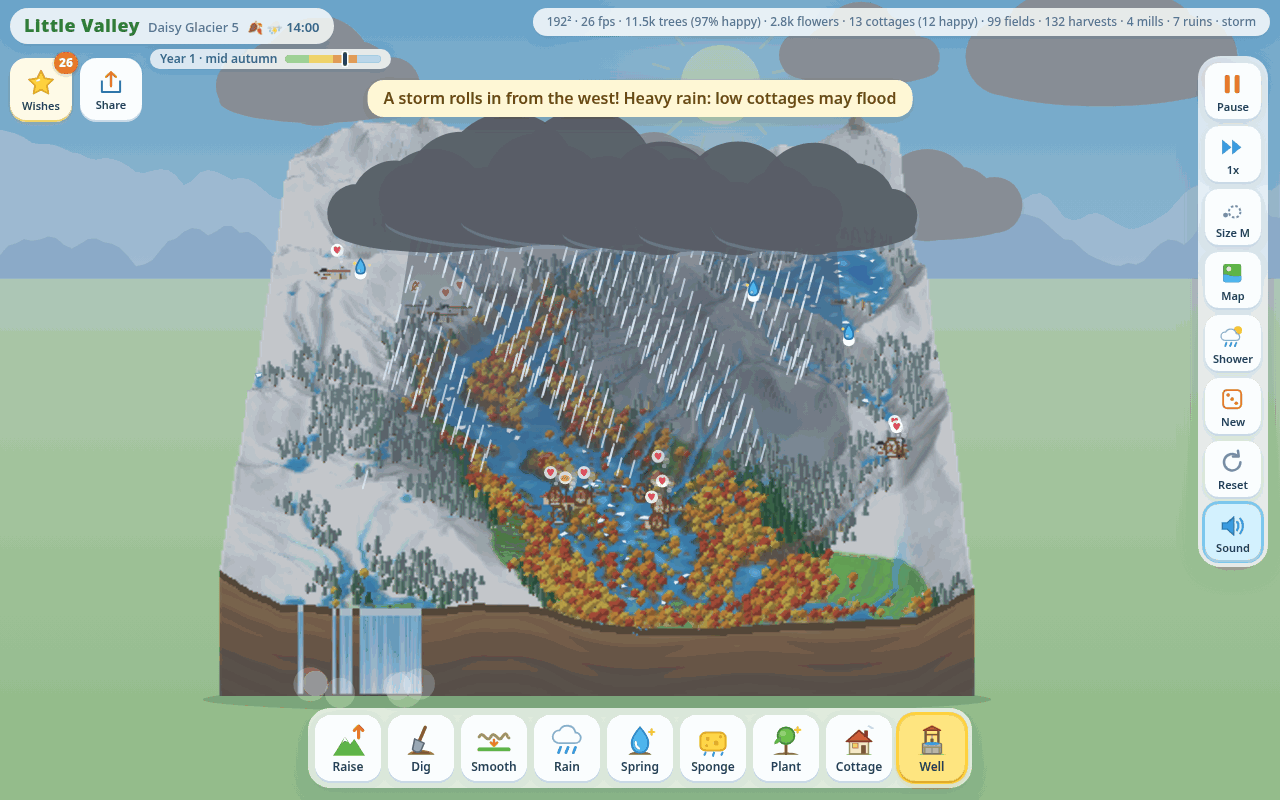 Little Valley Daisy Glacier 5 14:00
192² · 26 fps · 11.5k trees (97% happy) · 2.8k flowers · 13 cottages (12 happy) · 99 fields · 132 harvests · 4 mills · 7 ruins · storm
Year 1 · mid autumn
26
Wishes
Share
A storm rolls in from the west! Heavy rain: low cottages may flood
Pause
1x
Size M
Map
Shower
New
Reset
Sound
Raise
Dig
Smooth
Rain
Spring
Sponge
Plant
Cottage
Well